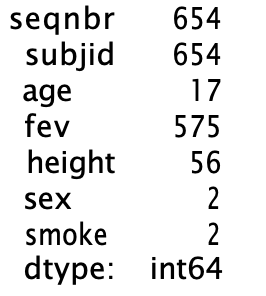 seqnbr 654
subjid 654
age 17
fev 575
height 56
sex 2
smoke 2
dtype: int64